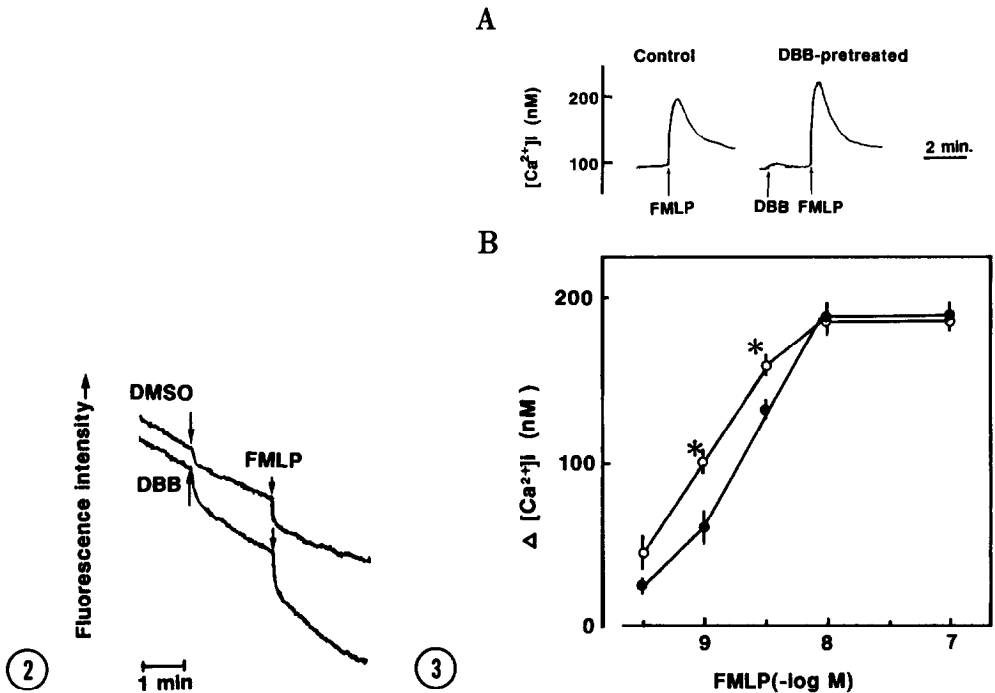 A
Control
DBB-pretreated
[Ca²⁺]i (nM)
200
100
2 min.
FMLP
DBB FMLP
B
200
100
0
Δ [Ca²⁺]i (nM)
*
*
9 8 7
FMLP(-log M)
Fluorescence intensity→
DMSO
FMLP
DBB
1 min
2
3